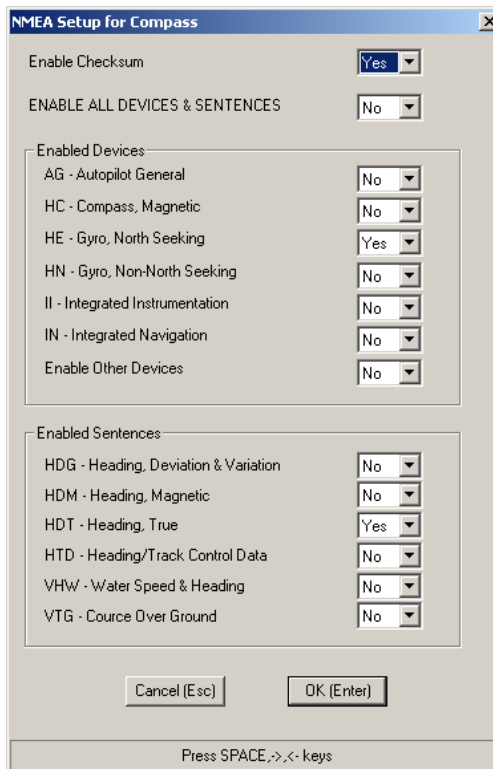 NMEA Setup for Compass
Enable Checksum Yes
ENABLE ALL DEVICES & SENTENCES No
Enabled Devices
AG - Autopilot General No
HC - Compass, Magnetic No
HE - Gyro, North Seeking Yes
HN - Gyro, Non-North Seeking No
II - Integrated Instrumentation No
IN - Integrated Navigation No
Enable Other Devices No
Enabled Sentences
HDG - Heading, Deviation & Variation No
HDM - Heading, Magnetic No
HDT - Heading, True Yes
HTD - Heading/Track Control Data No
VHW - Water Speed & Heading No
VTG - Cource Over Ground No
Cancel (Esc) OK (Enter)
Press SPACE,->,<- keys